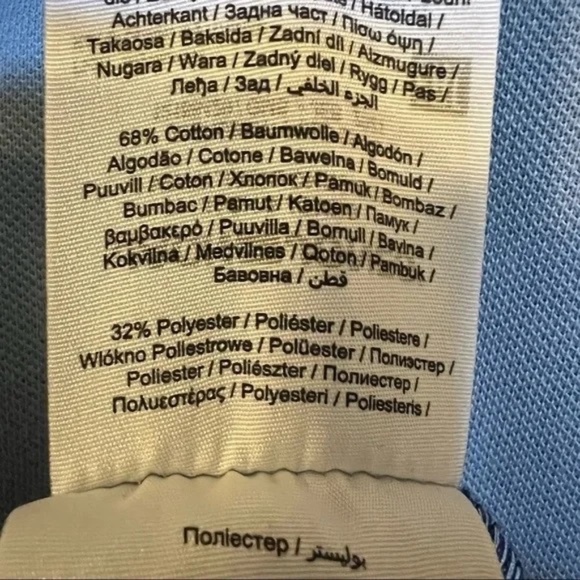 / Hátoldal /
Achterkant / Задна част / Πίσω όψη /
Takaosa / Baksida / Zadní díl / Aizmugure /
Nugara / Wara / Zadný diel / Rygg / Pas /
Леђа / Зад / الجزء الخلفي
68% Cotton / Baumwolle / Algodón /
Algodão / Cotone / Bawełna / Bomuld /
Puuvill / Coton / Хлопок / Pamuk / Bombaz /
Bumbac / Pamut / Katoen / Памук /
βαμβακερό / Puuvilla / Bomull / Bavlna /
Kokvilna / Medvilnes / Qoton / Pambuk /
Бавовна / قطن
32% Polyester / Poliéster / Poliestere /
Włókno Poliestrowe / Polüester / Полиэстер /
Poliester / Poliészter / Полиестер /
Πολυεστέρας / Polyesteri / Poliesteris /
Поліестер / بوليستر